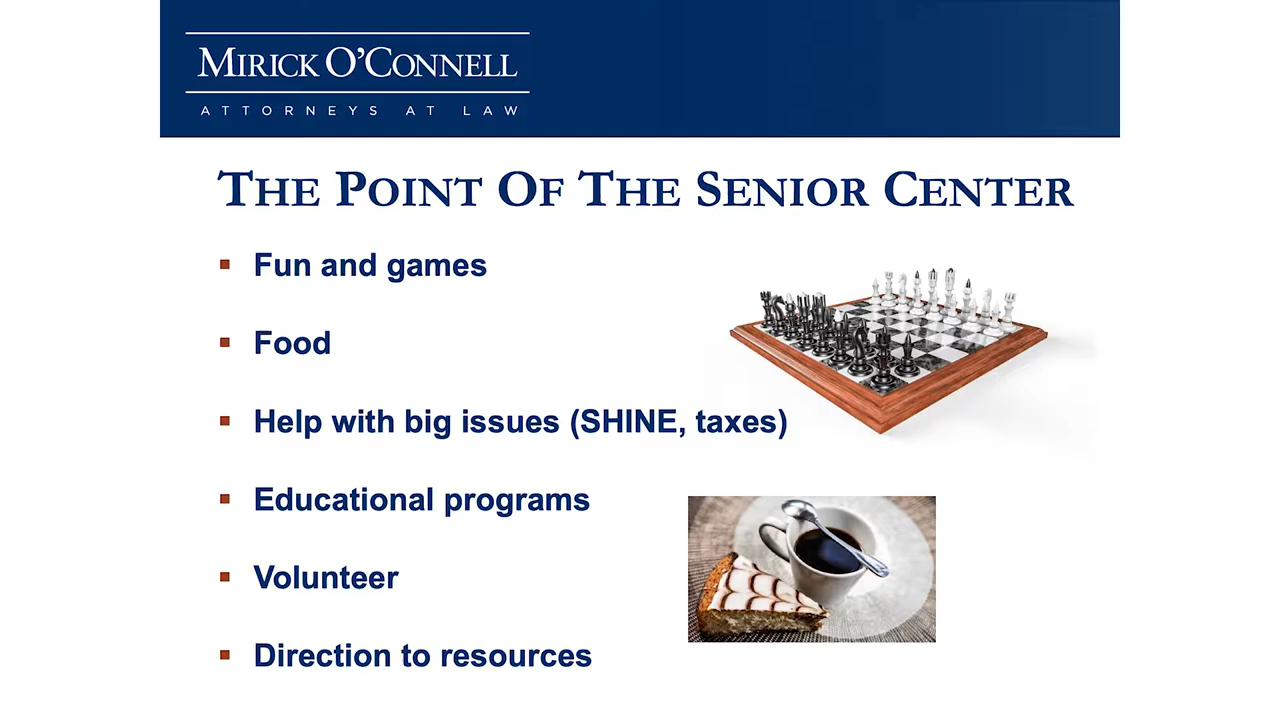 MIRICK O'CONNELL
ATTORNEYS AT LAW
THE POINT OF THE SENIOR CENTER
▪ Fun and games
▪ Food
▪ Help with big issues (SHINE, taxes)
▪ Educational programs
▪ Volunteer
▪ Direction to resources